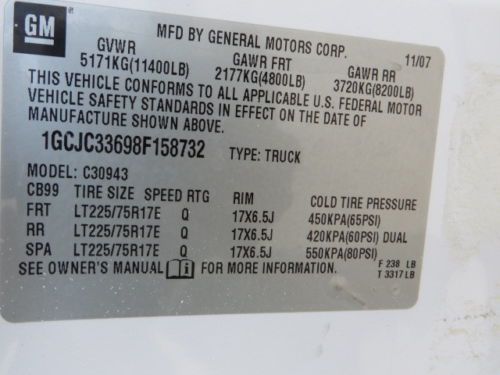 GM
MFD BY GENERAL MOTORS CORP. 11/07
GVWR GAWR FRT GAWR RR
5171KG(11400LB) 2177KG(4800LB) 3720KG(8200LB)
THIS VEHICLE CONFORMS TO ALL APPLICABLE U.S. FEDERAL MOTOR
VEHICLE SAFETY STANDARDS IN EFFECT ON THE DATE OF
MANUFACTURE SHOWN ABOVE.
1GCJC33698F158732 TYPE: TRUCK
MODEL: C30943
CB99 TIRE SIZE SPEED RTG RIM COLD TIRE PRESSURE
FRT LT225/75R17E Q 17X6.5J 450KPA(65PSI)
RR LT225/75R17E Q 17X6.5J 420KPA(60PSI) DUAL
SPA LT225/75R17E Q 17X6.5J 550KPA(80PSI)
SEE OWNER'S MANUAL FOR MORE INFORMATION.
F 238 LB
T 3317 LB